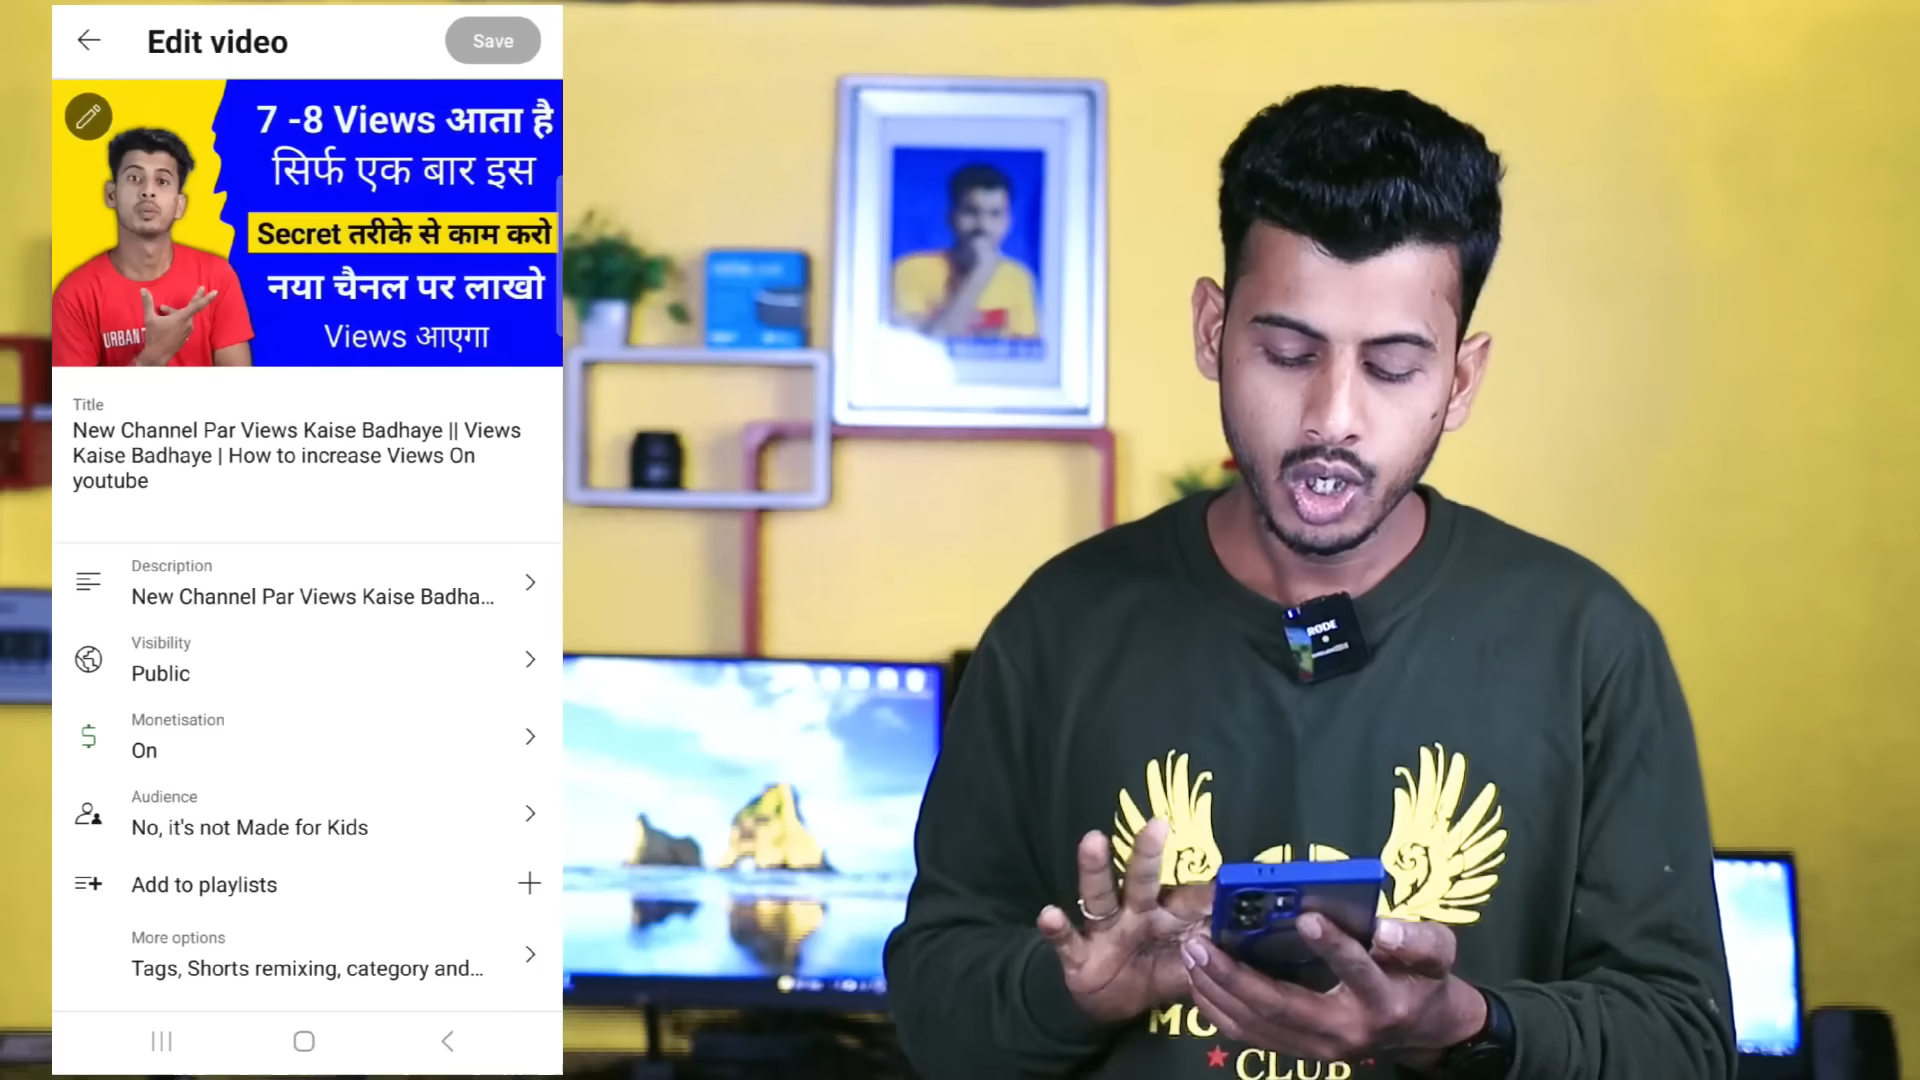 Edit video
Save
7 -8 Views आता है
सिर्फ एक बार इस
Secret तरीके से काम करो
नया चैनल पर लाखो
Views आएगा
URBAN
Title
New Channel Par Views Kaise Badhaye || Views
Kaise Badhaye | How to increase Views On
youtube
Description
New Channel Par Views Kaise Badha...
Visibility
Public
Monetisation
On
Audience
No, it's not Made for Kids
Add to playlists
More options
Tags, Shorts remixing, category and...
RODE
MO
CLUB